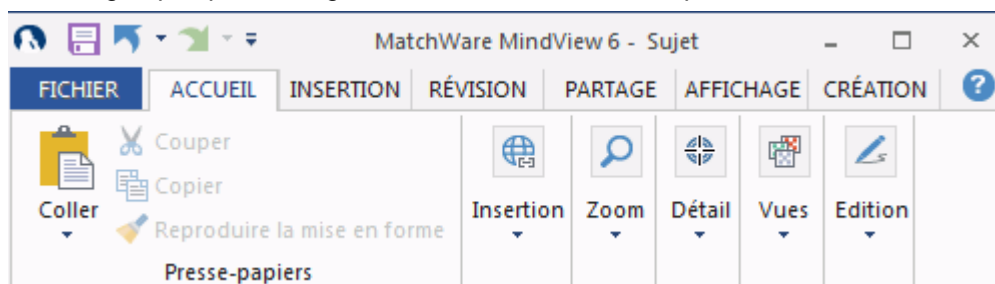 MatchWare MindView 6 - Sujet
FICHIER ACCUEIL INSERTION RÉVISION PARTAGE AFFICHAGE CRÉATION ?
Coller
Couper
Copier
Reproduire la mise en forme
Presse-papiers
Insertion Zoom Détail Vues Edition